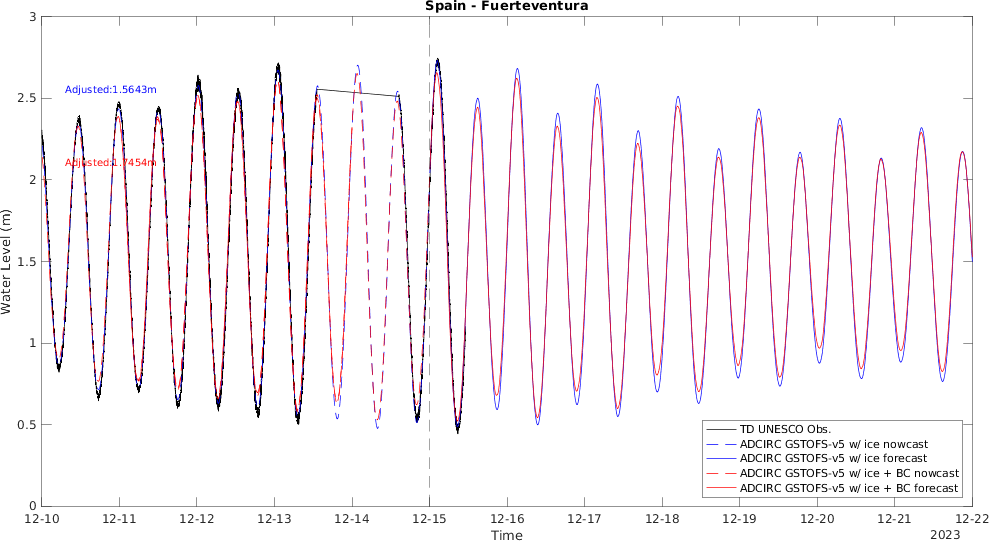 Spain - Fuerteventura
3
2.5
2
1.5
1
0.5
0
Water Level (m)
Adjusted:1.5643m
Adjusted:1.7454m
TD UNESCO Obs.
ADCIRC GSTOFS-v5 w/ ice nowcast
ADCIRC GSTOFS-v5 w/ ice forecast
ADCIRC GSTOFS-v5 w/ ice + BC nowcast
ADCIRC GSTOFS-v5 w/ ice + BC forecast
12-10 12-11 12-12 12-13 12-14 12-15 12-16 12-17 12-18 12-19 12-20 12-21 12-22
Time
2023